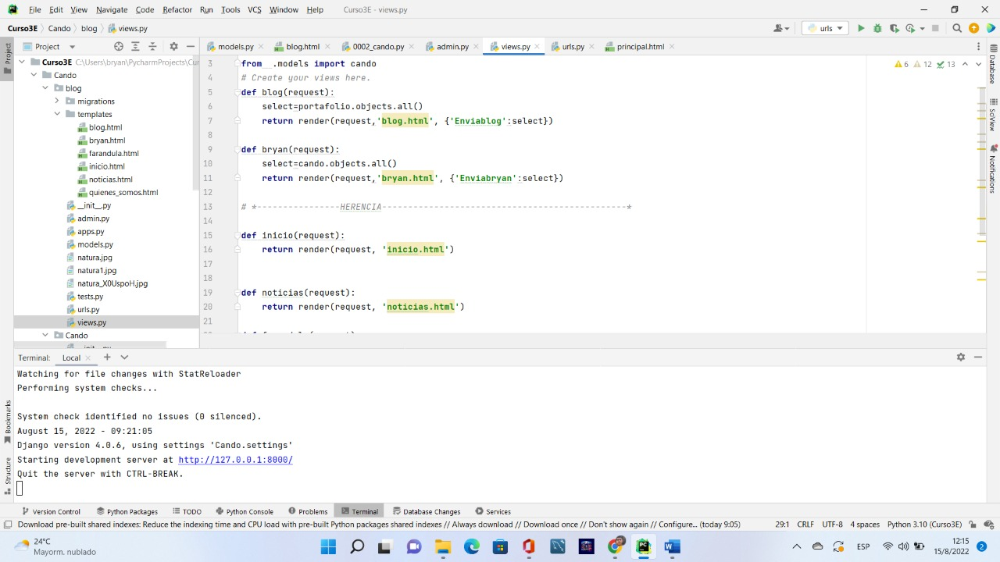 File Edit View Navigate Code Refactor Run Tools VCS Window Help Curso3E - views.py
Curso3E Cando blog views.py urls
Project models.py blog.html 0002_cando.py admin.py views.py urls.py principal.html
Project
Database
SciView
Notifications
Curso3E C:\Users\bryan\PycharmProjects\Cur
Cando
blog
migrations
templates
blog.html
bryan.html
farandula.html
inicio.html
noticias.html
quienes_somos.html
__init__.py
admin.py
apps.py
models.py
natura.jpg
natura1.jpg
natura_X0UspoH.jpg
tests.py
urls.py
views.py
Cando
__init__.py
6 12 13
3 from .models import cando
4 # Create your views here.
5 def blog(request):
6 select=portafolio.objects.all()
7 return render(request,'blog.html', {'Enviablog':select})
8
9 def bryan(request):
10 select=cando.objects.all()
11 return render(request,'bryan.html', {'Enviabryan':select})
12
13 # *----------------HERENCIA-----------------------------------------------*
14
15 def inicio(request):
16 return render(request, 'inicio.html')
17
18
19 def noticias(request):
20 return render(request, 'noticias.html')
21
Terminal: Local
Watching for file changes with StatReloader
Performing system checks...
System check identified no issues (0 silenced).
August 15, 2022 - 09:21:05
Django version 4.0.6, using settings 'Cando.settings'
Starting development server at http://127.0.0.1:8000/
Quit the server with CTRL-BREAK.
Bookmarks
Structure
Version Control Python Packages TODO Python Console Problems Terminal Database Changes Services
Download pre-built shared indexes: Reduce the indexing time and CPU load with pre-built Python packages shared indexes // Always download // Download once // Don't show again // Configure... (today 9:05) 29:1 CRLF UTF-8 4 spaces Python 3.10 (Curso3E)
24°C
Mayorm. nublado
ESP
12:15
15/8/2022
2